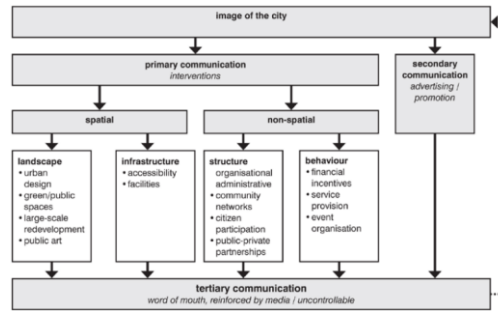 image of the city
primary communication
interventions
secondary
communication
advertising /
promotion
spatial
non-spatial
landscape
• urban
design
• green/public
spaces
• large-scale
redevelopment
• public art
infrastructure
• accessibility
• facilities
structure
organisational
administrative
• community
networks
• citizen
participation
• public-private
partnerships
behaviour
• financial
incentives
• service
provision
• event
organisation
tertiary communication
word of mouth, reinforced by media / uncontrollable